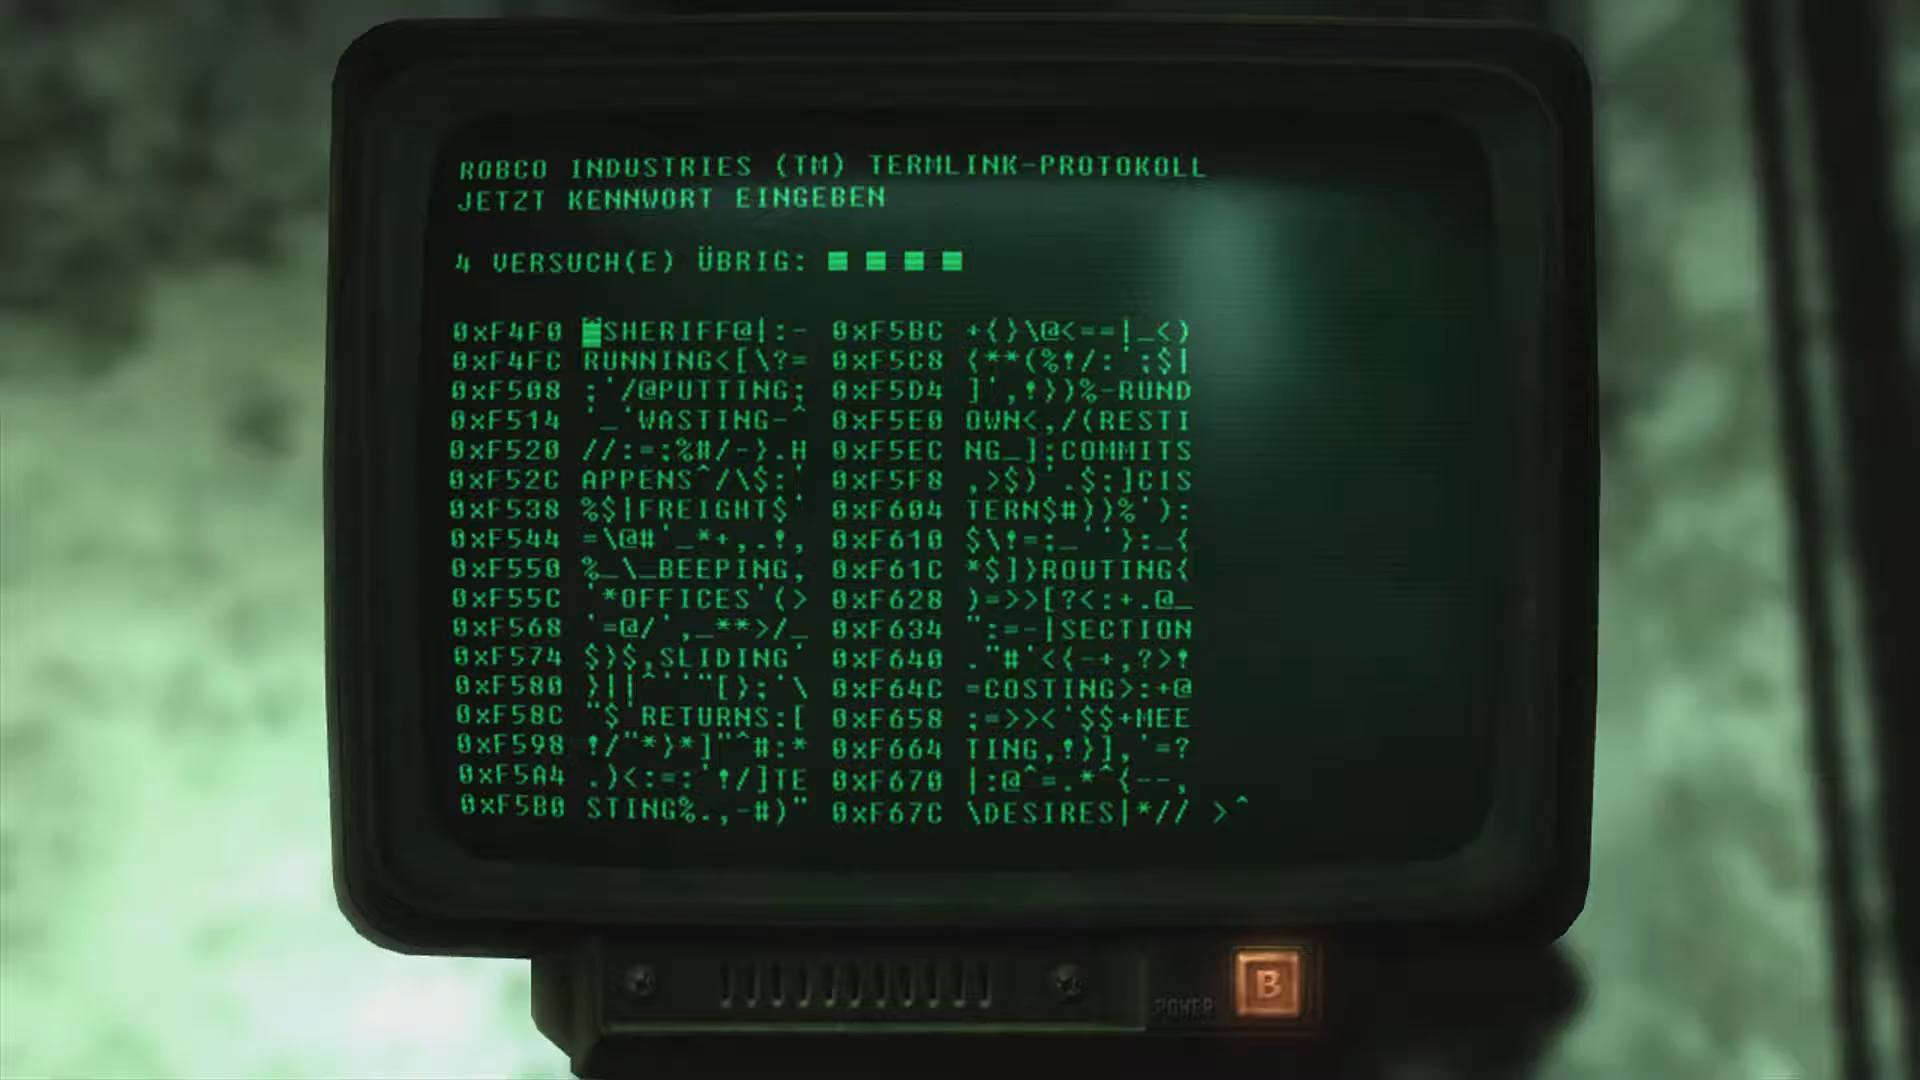 ROBCO INDUSTRIES (TM) TERMLINK-PROTOKOLL
JETZT KENNWORT EINGEBEN
4 VERSUCH(E) ÜBRIG:
0xF4F0 SHERIFF@|:-
0xF4FC RUNNING<[\?=
0xF508 ;'/@PUTTING;
0xF514 '_'WASTING-^
0xF520 //:=;%#/-}.H
0xF52C APPENS^/\$:'
0xF538 %$|FREIGHT$'
0xF544 =\@#'_*+,.!,
0xF550 %_\_BEEPING,
0xF55C '*OFFICES'(>
0xF568 '=@/',_**>/_
0xF574 $}$,SLIDING'
0xF580 }||^''"[};'\
0xF58C "$_RETURNS:[
0xF598 !/"*}*]"^#:*
0xF5A4 .)<:=:'!/]TE
0xF5B0 STING%.,-#)"
0xF5BC +{}\@<==|_<)
0xF5C8 {**(%!/:';$|
0xF5D4 ]',!})%-RUND
0xF5E0 OWN<,/(RESTI
0xF5EC NG_];COMMITS
0xF5F8 ,>$)'.$;]CIS
0xF604 TERN$#))%'):
0xF610 $\!=:_''}:_{
0xF61C *$]}ROUTING{
0xF628 )=>>[?<:+.@_
0xF634 ":=-|SECTION
0xF640 ."#'<{-+,?>!
0xF64C =COSTING>:+@
0xF658 ;=>><'$$+MEE
0xF664 TING,!}],'=?
0xF670 |:@^=.*^{--,
0xF67C \DESIRES|*// >^
POWER
B